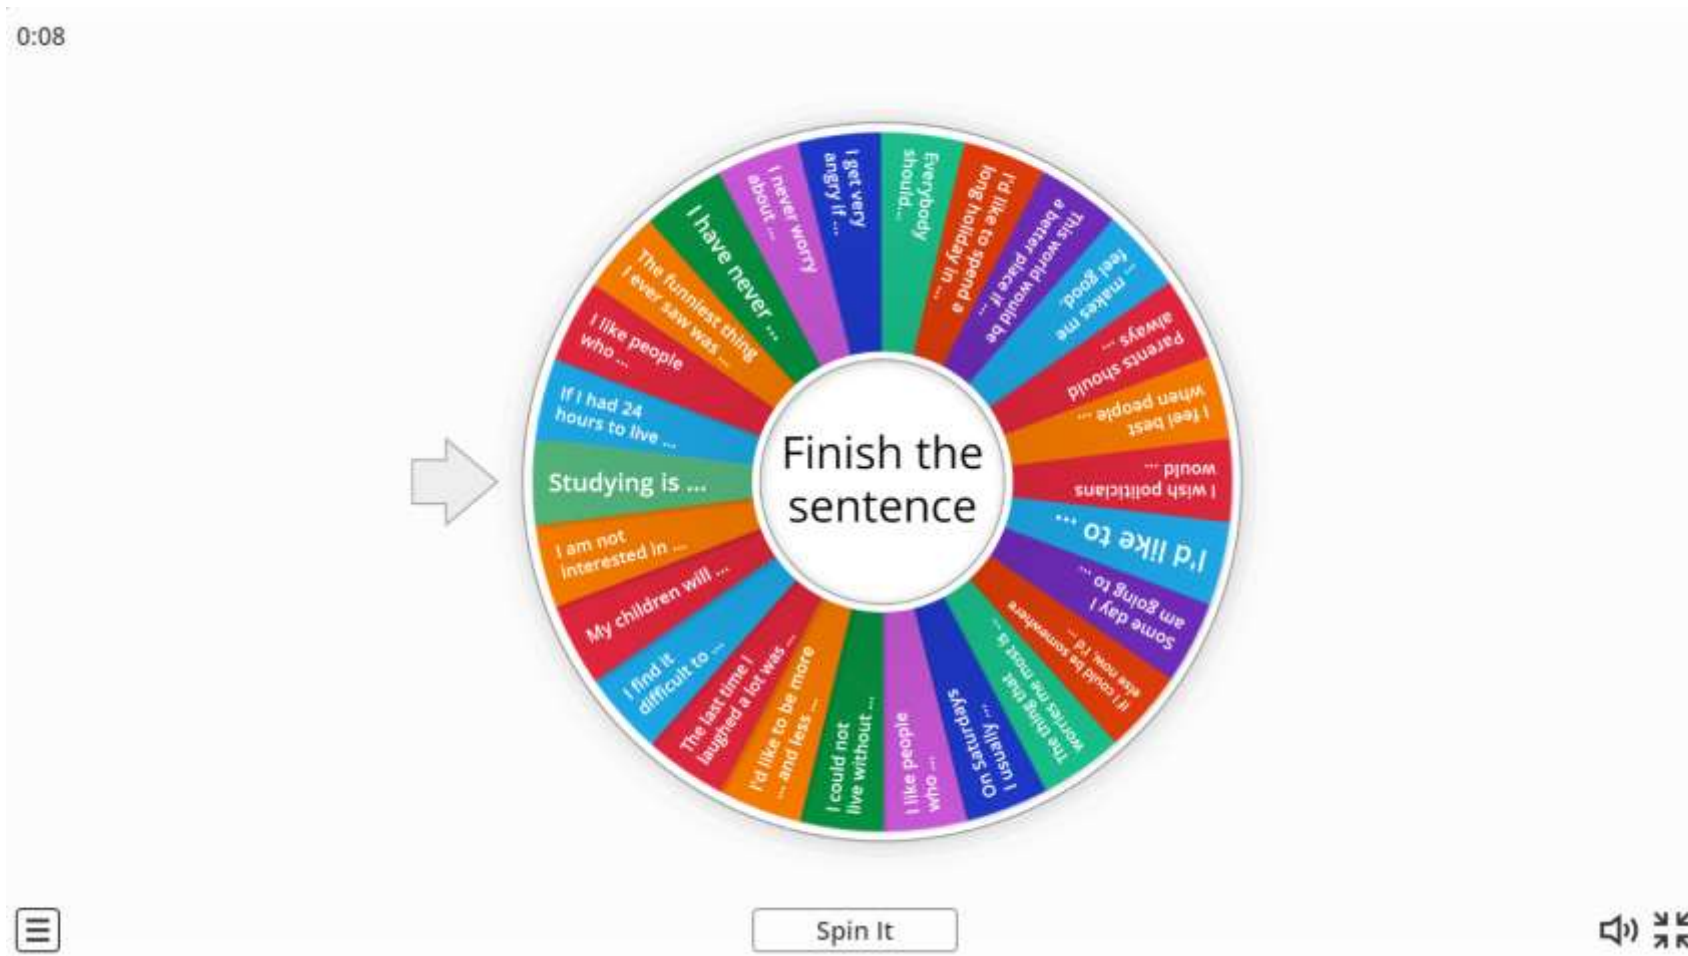 0:08
Finish the
sentence
Everybody
should...
I'd like to spend a
long holiday in ...
This world would be
a better place if ...
... makes me
feel good.
Parents should
always ...
I feel best
when people ...
I wish politicians
would ...
I'd like to ...
Some day I
am going to ...
If I could be somewhere
else now, I'd ...
The thing that
worries me most is ...
On Saturdays
I usually ...
I like people
who ...
I could not
live without ...
I'd like to be more
... and less ...
The last time I
laughed a lot was ...
I find it
difficult to ...
My children will ...
I am not
interested in ...
Studying is ...
If I had 24
hours to live ...
I like people
who ...
The funniest thing
I ever saw was ...
I have never ...
I never worry
about ...
I get very
angry if ...
Spin It